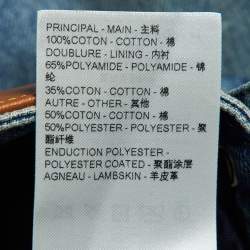 PRINCIPAL - MAIN - 主料
100%COTON - COTTON - 棉
DOUBLURE - LINING - 内衬
65%POLYAMIDE - POLYAMIDE - 锦
纶
35%COTON - COTTON - 棉
AUTRE - OTHER - 其他
50%COTON - COTTON - 棉
50%POLYESTER - POLYESTER - 聚
酯纤维
ENDUCTION POLYESTER -
POLYESTER COATED - 聚酯涂层
AGNEAU - LAMBSKIN - 羊皮革